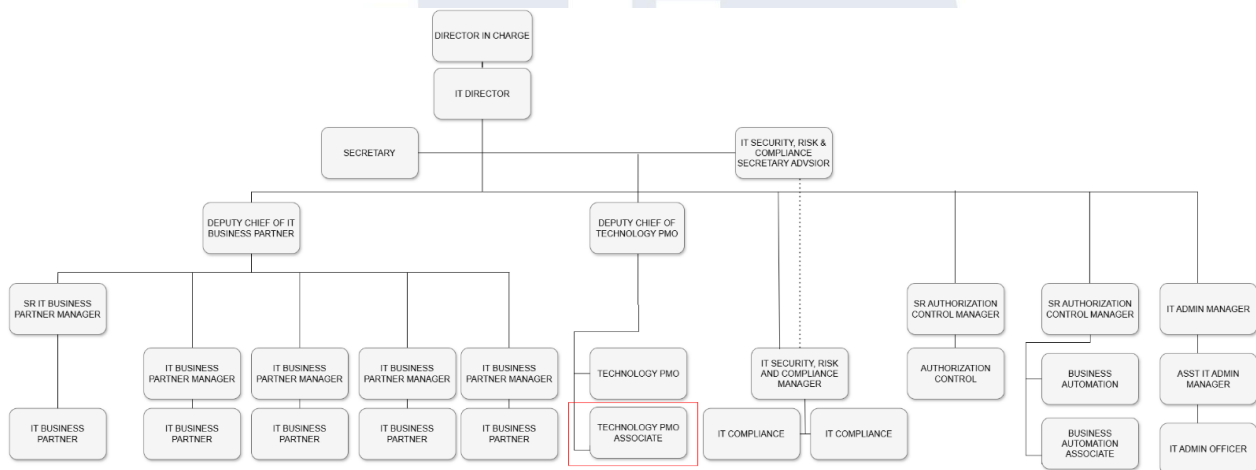 DIRECTOR IN CHARGE
IT DIRECTOR
SECRETARY
IT SECURITY, RISK &
COMPLIANCE
SECRETARY ADVSIOR
DEPUTY CHIEF OF IT
BUSINESS PARTNER
DEPUTY CHIEF OF
TECHNOLOGY PMO
SR IT BUSINESS
PARTNER MANAGER
SR AUTHORIZATION
CONTROL MANAGER
SR AUTHORIZATION
CONTROL MANAGER
IT ADMIN MANAGER
IT BUSINESS
PARTNER MANAGER
IT BUSINESS
PARTNER MANAGER
IT BUSINESS
PARTNER MANAGER
IT BUSINESS
PARTNER MANAGER
TECHNOLOGY PMO
IT SECURITY, RISK
AND COMPLIANCE
MANAGER
AUTHORIZATION
CONTROL
BUSINESS
AUTOMATION
ASST IT ADMIN
MANAGER
IT BUSINESS
PARTNER
IT BUSINESS
PARTNER
IT BUSINESS
PARTNER
IT BUSINESS
PARTNER
IT BUSINESS
PARTNER
TECHNOLOGY PMO
ASSOCIATE
IT COMPLIANCE
IT COMPLIANCE
BUSINESS
AUTOMATION
ASSOCIATE
IT ADMIN OFFICER